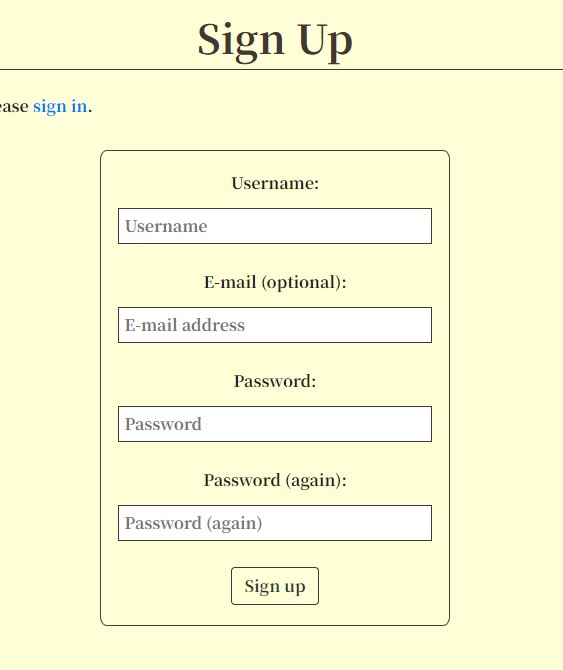 Sign Up
ease sign in.
Username:
Username
E-mail (optional):
E-mail address
Password:
Password
Password (again):
Password (again)
Sign up